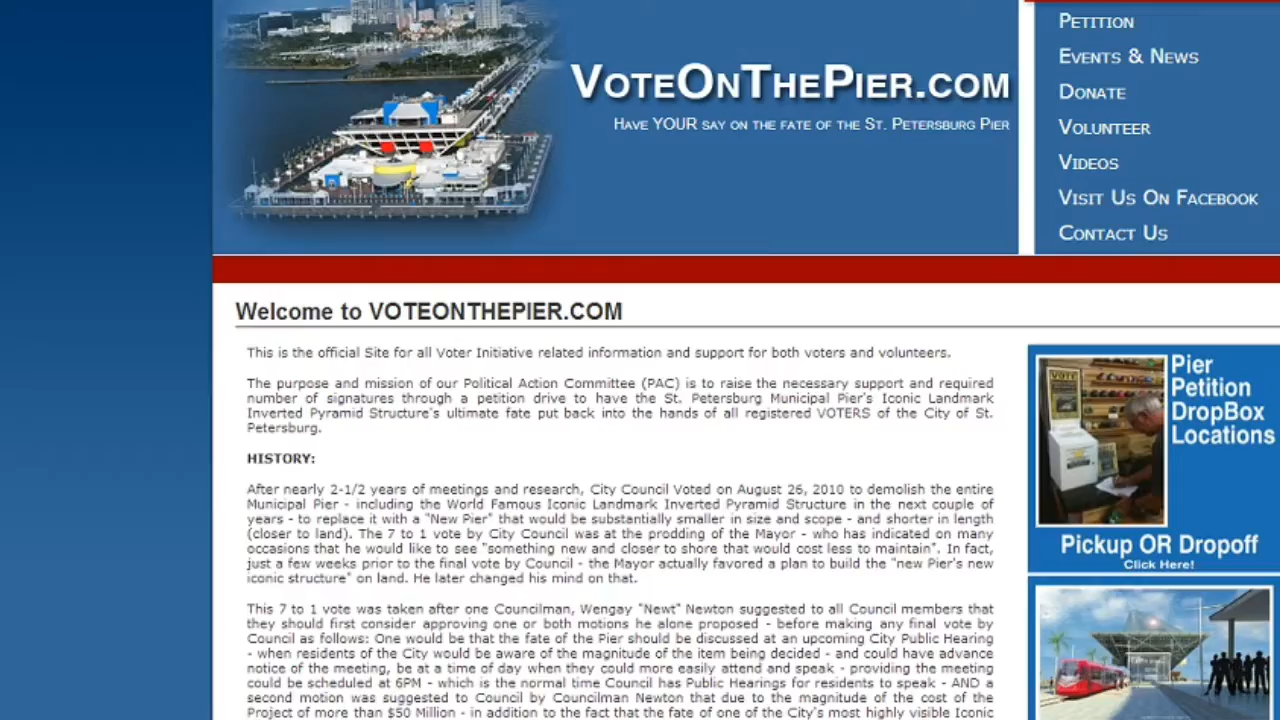 VOTEONTHEPIER.COM
HAVE YOUR SAY ON THE FATE OF THE ST. PETERSBURG PIER
PETITION
EVENTS & NEWS
DONATE
VOLUNTEER
VIDEOS
VISIT US ON FACEBOOK
CONTACT US
Welcome to VOTEONTHEPIER.COM
This is the official Site for all Voter Initiative related information and support for both voters and volunteers.
The purpose and mission of our Political Action Committee (PAC) is to raise the necessary support and required
number of signatures through a petition drive to have the St. Petersburg Municipal Pier's Iconic Landmark
Inverted Pyramid Structure's ultimate fate put back into the hands of all registered VOTERS of the City of St.
Petersburg.
HISTORY:
After nearly 2-1/2 years of meetings and research, City Council Voted on August 26, 2010 to demolish the entire
Municipal Pier - including the World Famous Iconic Landmark Inverted Pyramid Structure in the next couple of
years - to replace it with a "New Pier" that would be substantially smaller in size and scope - and shorter in length
(closer to land). The 7 to 1 vote by City Council was at the prodding of the Mayor - who has indicated on many
occasions that he would like to see "something new and closer to shore that would cost less to maintain". In fact,
just a few weeks prior to the final vote by Council - the Mayor actually favored a plan to build the "new Pier's new
iconic structure" on land. He later changed his mind on that.
This 7 to 1 vote was taken after one Councilman, Wengay "Newt" Newton suggested to all Council members that
they should first consider approving one or both motions he alone proposed - before making any final vote by
Council as follows: One would be that the fate of the Pier should be discussed at an upcoming City Public Hearing
- when residents of the City would be aware of the magnitude of the item being decided - and could have advance
notice of the meeting, be at a time of day when they could more easily attend and speak - providing the meeting
could be scheduled at 6PM - which is the normal time Council has Public Hearings for residents to speak - AND a
second motion was suggested to Council by Councilman Newton that due to the magnitude of the cost of the
Project of more than $50 Million - in addition to the fact that the fate of one of the City's most highly visible Iconic
VOTE
Pier
Petition
DropBox
Locations
Pickup OR Dropoff
Click Here!